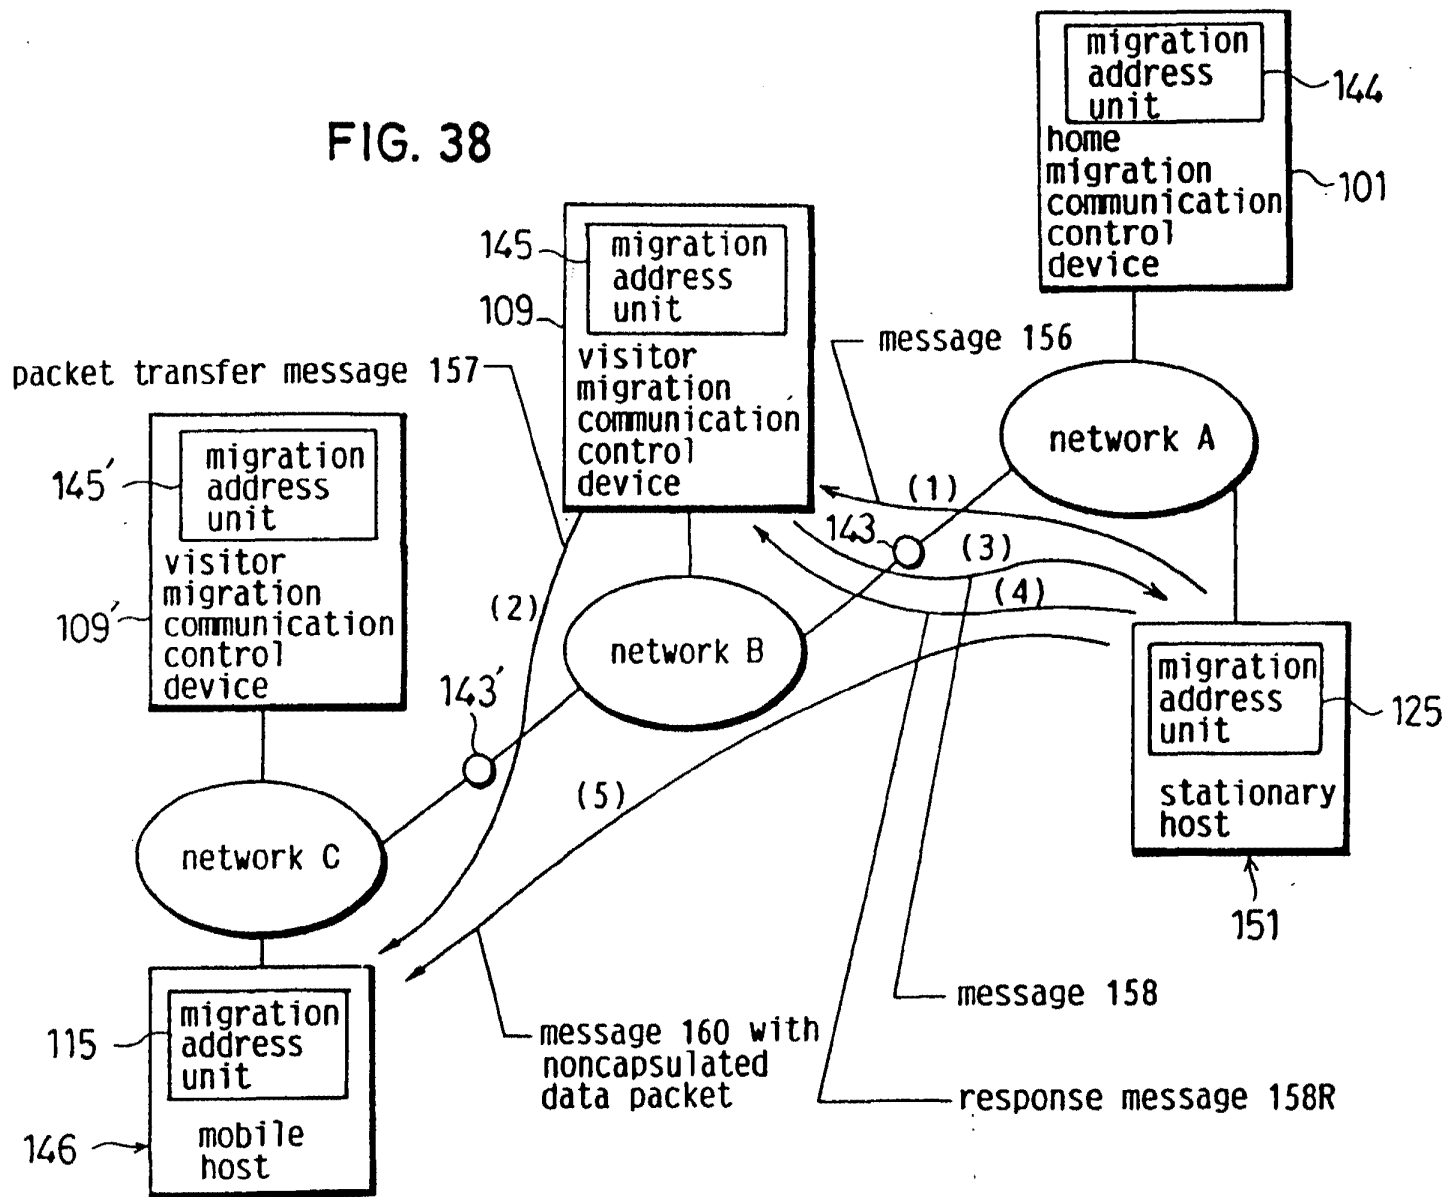 FIG. 38
migration
address
unit
144
home
migration
communication
control
device
101
145
migration
address
unit
109
visitor
migration
communication
control
device
message 156
packet transfer message 157
network A
145′
migration
address
unit
109′
visitor
migration
communication
control
device
(1)
143
(3)
(4)
(2)
network B
143′
(5)
migration
address
unit
125
stationary
host
151
network C
115
migration
address
unit
146
mobile
host
message 158
message 160 with
noncapsulated
data packet
response message 158R